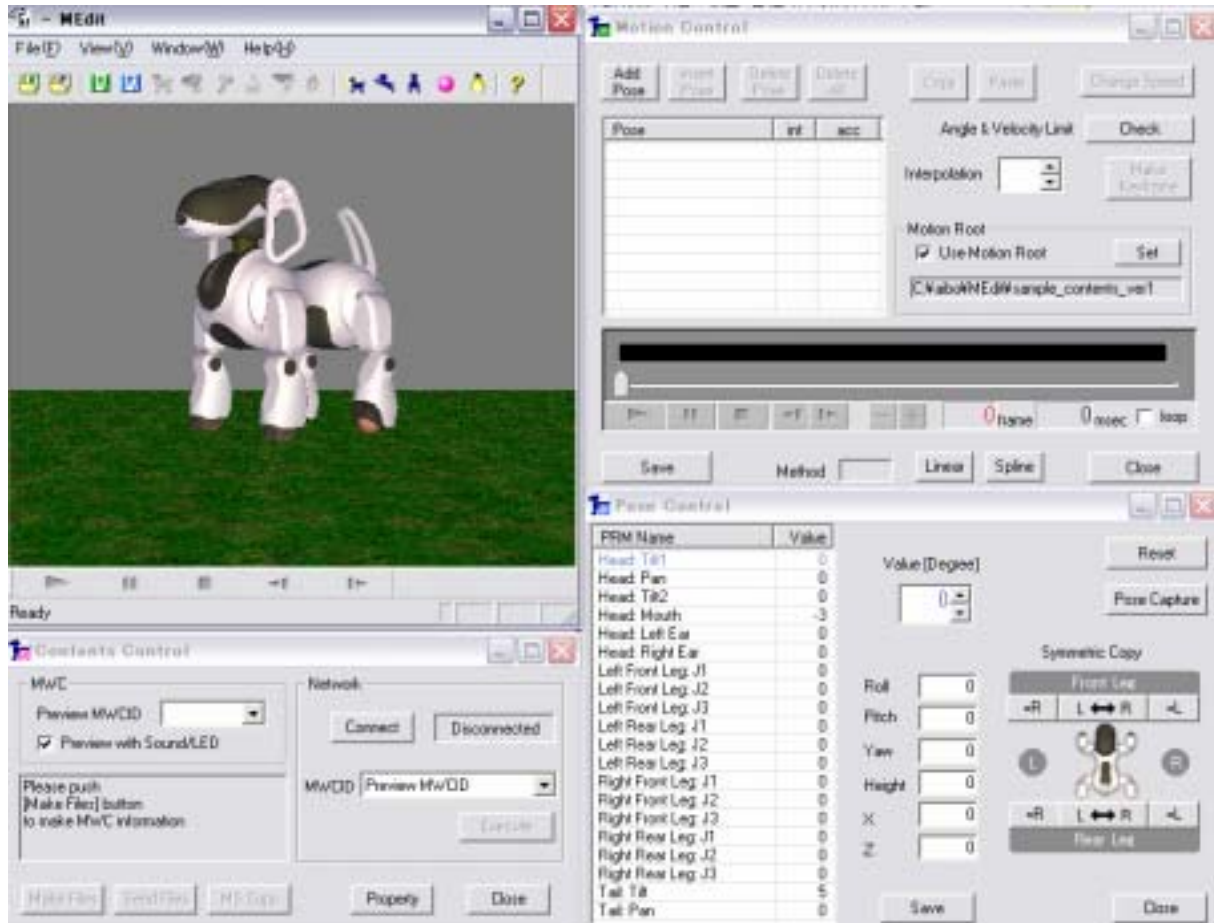 - MEdit
File(F) View(V) Window(W) Help(H)
Ready
Motion Control
Add Pose
Insert Pose
Delete Pose
Delete All
Copy
Paste
Change Speed
Pose int acc
Angle & Velocity Limit
Check
Interpolation
Make
Motion Root
Use Motion Root
Set
C:¥aibo¥MEdit¥sample_contents_ver1
0 frame
0 msec
loop
Save
Method
Linear
Spline
Close
Contents Control
MWC
Preview MWCID
Preview with Sound/LED
Please push
[Make Files] button
to make MWC information
Network
Connect
Disconnected
MWCID
Preview MWCID
Execute
Make Files
Send Files
MS Copy
Property
Close
Pose Control
PRM Name Value
Head: Tilt1 0
Head: Pan 0
Head: Tilt2 0
Head: Mouth -3
Head: Left Ear 0
Head: Right Ear 0
Left Front Leg: J1 0
Left Front Leg: J2 0
Left Front Leg: J3 0
Left Rear Leg: J1 0
Left Rear Leg: J2 0
Left Rear Leg: J3 0
Right Front Leg: J1 0
Right Front Leg: J2 0
Right Front Leg: J3 0
Right Rear Leg: J1 0
Right Rear Leg: J2 0
Right Rear Leg: J3 0
Tail: Tilt 5
Tail: Pan 0
Value [Degree]
0
Reset
Pose Capture
Roll 0
Pitch 0
Yaw 0
Height 0
X 0
Z 0
Symmetric Copy
Front Leg
=R L R =L
L R
=R L R =L
Rear Leg
Save
Close